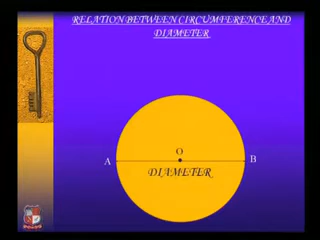 RELATION BETWEEN CIRCUMFERENCE AND
DIAMETER
O
A
B
DIAMETER